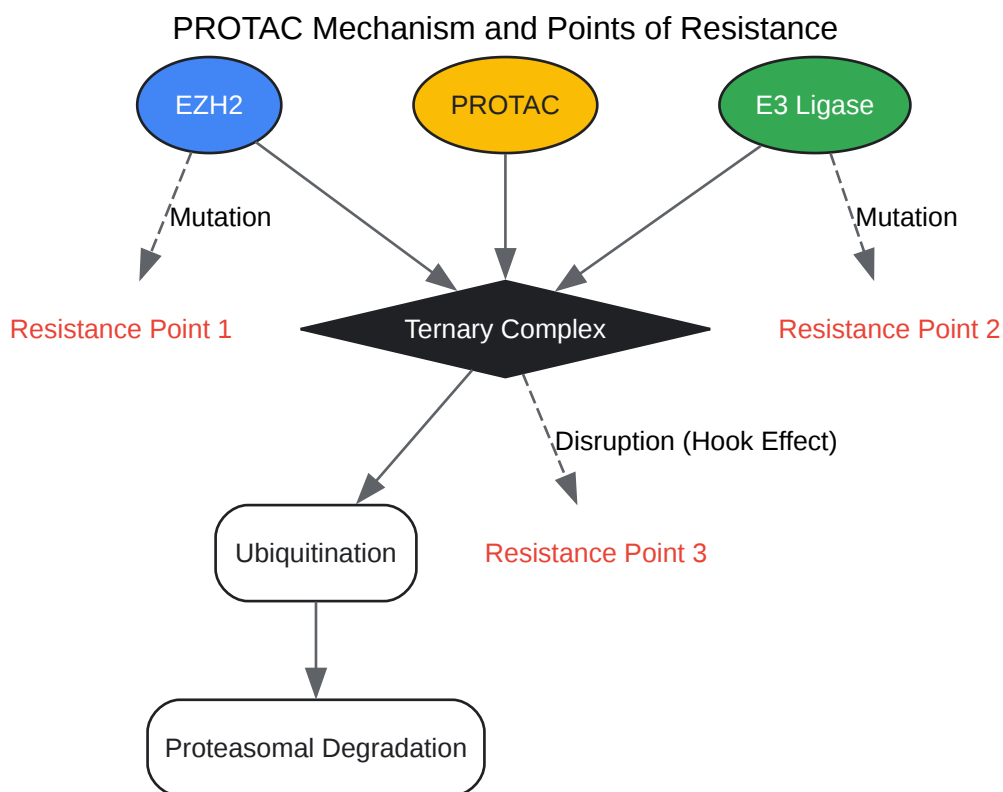 PROTAC Mechanism and Points of Resistance
EZH2
PROTAC
E3 Ligase
Mutation
Mutation
Resistance Point 1
Ternary Complex
Resistance Point 2
Disruption (Hook Effect)
Ubiquitination
Resistance Point 3
Proteasomal Degradation